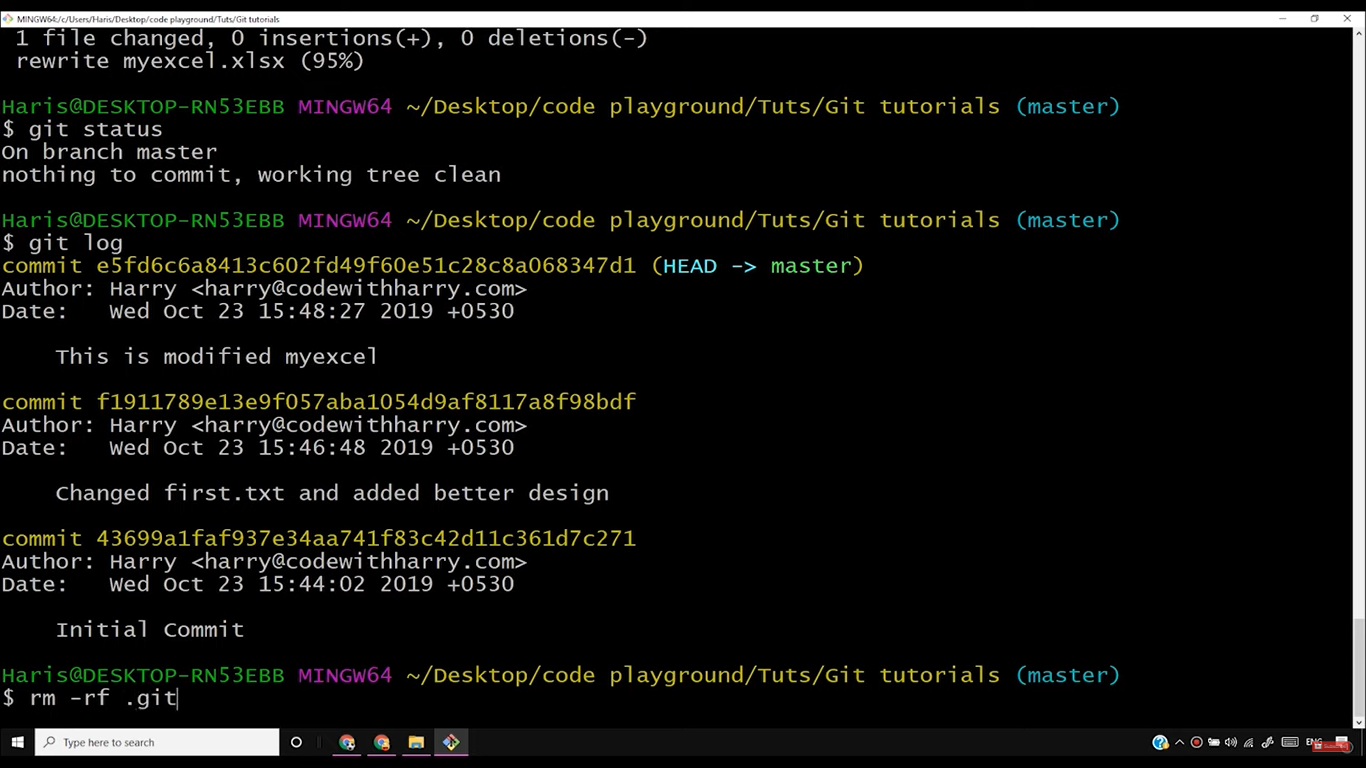 MINGW64:/c/Users/Haris/Desktop/code playground/Tuts/Git tutorials
1 file changed, 0 insertions(+), 0 deletions(-)
rewrite myexcel.xlsx (95%)
Haris@DESKTOP-RN53EBB MINGW64 ~/Desktop/code playground/Tuts/Git tutorials (master)
$ git status
On branch master
nothing to commit, working tree clean
Haris@DESKTOP-RN53EBB MINGW64 ~/Desktop/code playground/Tuts/Git tutorials (master)
$ git log
commit e5fd6c6a8413c602fd49f60e51c28c8a068347d1 (HEAD -> master)
Author: Harry <harry@codewithharry.com>
Date:   Wed Oct 23 15:48:27 2019 +0530
This is modified myexcel
commit f1911789e13e9f057aba1054d9af8117a8f98bdf
Author: Harry <harry@codewithharry.com>
Date:   Wed Oct 23 15:46:48 2019 +0530
Changed first.txt and added better design
commit 43699a1faf937e34aa741f83c42d11c361d7c271
Author: Harry <harry@codewithharry.com>
Date:   Wed Oct 23 15:44:02 2019 +0530
Initial Commit
Haris@DESKTOP-RN53EBB MINGW64 ~/Desktop/code playground/Tuts/Git tutorials (master)
$ rm -rf .git
Type here to search
ENG